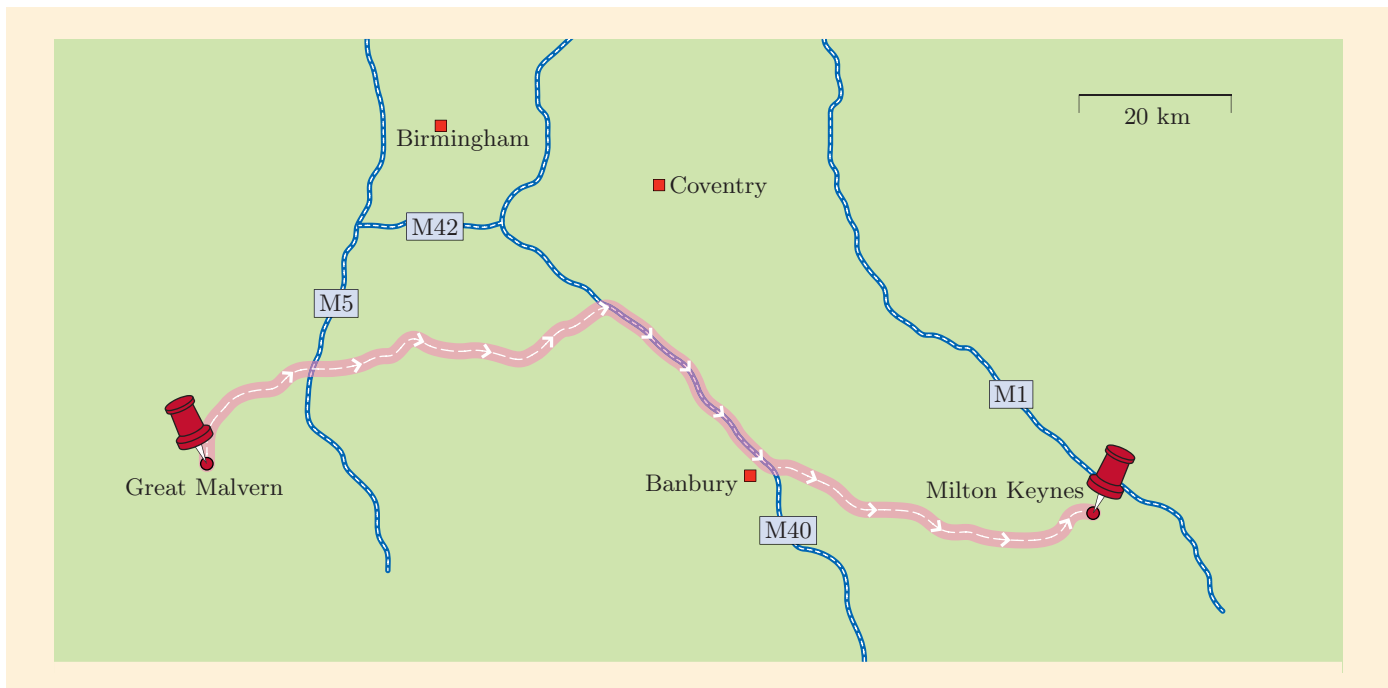 20 km
Birmingham
Coventry
M42
M5
M1
Great Malvern
Banbury
Milton Keynes
M40